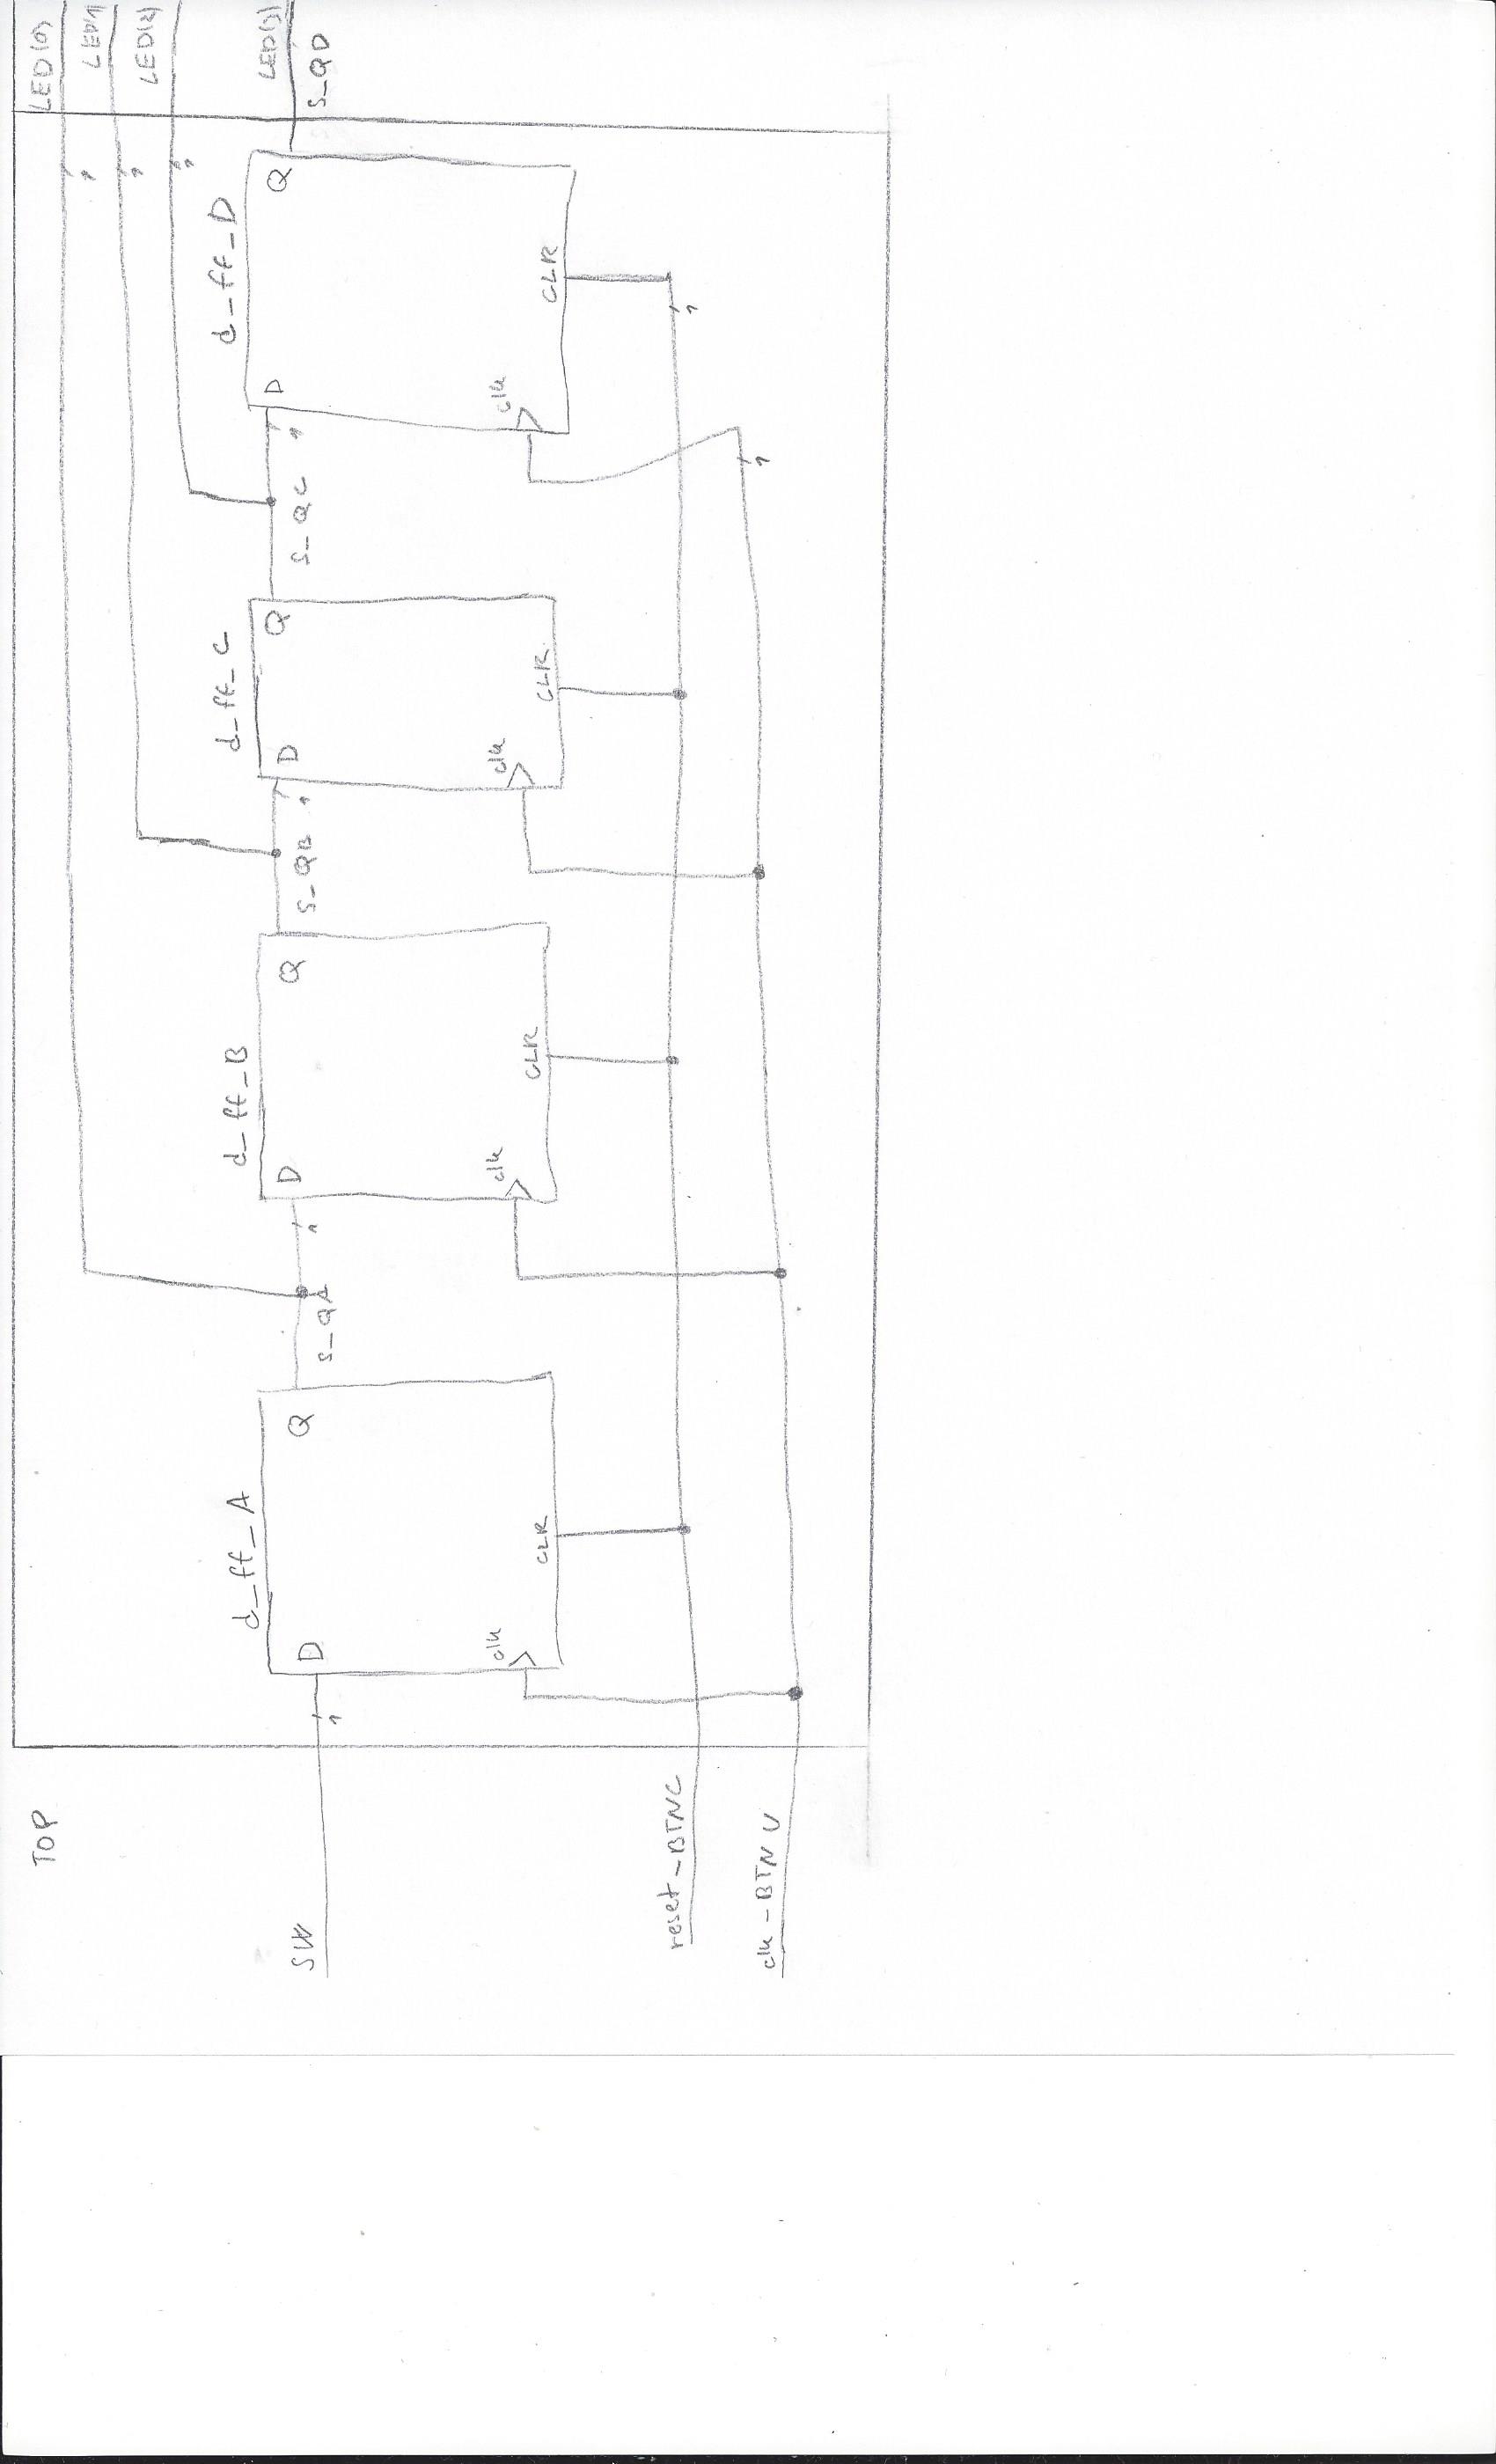 TOP
LED(0)
LED(1)
LED(2)
1
1
1
d_ff_A
d_ff_B
d_ff_C
d_ff_D
SW
1
D
Q
S_QA
1
D
Q
S_QB
1
D
Q
S_QC
1
D
Q
LED(3)
S_QD
clk
clk
clk
clk
CLR
CLR
CLR
CLR
reset_BTNC
1
clk_BTNU
1